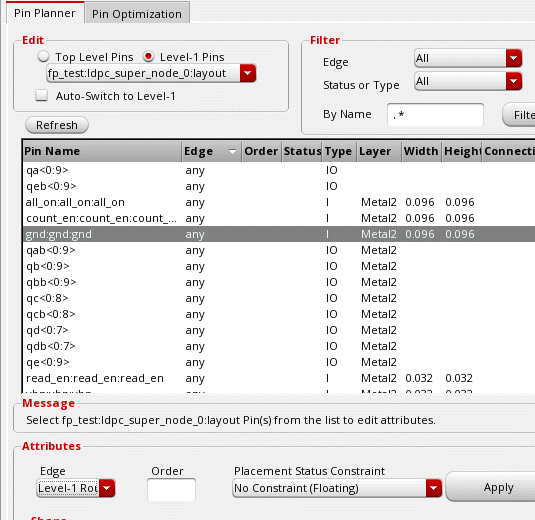 Pin Planner Pin Optimization
Edit
Top Level Pins Level-1 Pins
fp_test:ldpc_super_node_0:layout
Auto-Switch to Level-1
Filter
Edge All
Status or Type All
By Name .* Filte
Refresh
Pin Name Edge Order Status Type Layer Width Height Connecti
qa<0:9> any IO
qeb<0:9> any IO
all_on:all_on:all_on any I Metal2 0.096 0.096
count_en:count_en:count_... any I Metal2 0.096 0.096
gnd:gnd:gnd any I Metal2 0.096 0.096
qab<0:9> any IO Metal2
qb<0:9> any IO Metal2
qbb<0:9> any IO Metal2
qc<0:8> any IO Metal2
qcb<0:8> any IO Metal2
qd<0:7> any IO Metal2
qdb<0:7> any IO Metal2
qe<0:9> any IO Metal2
read_en:read_en:read_en any I Metal2 0.032 0.032
Message
Select fp_test:ldpc_super_node_0:layout Pin(s) from the list to edit attributes.
Attributes
Edge Order Placement Status Constraint
Level-1 Rou No Constraint (Floating) Apply